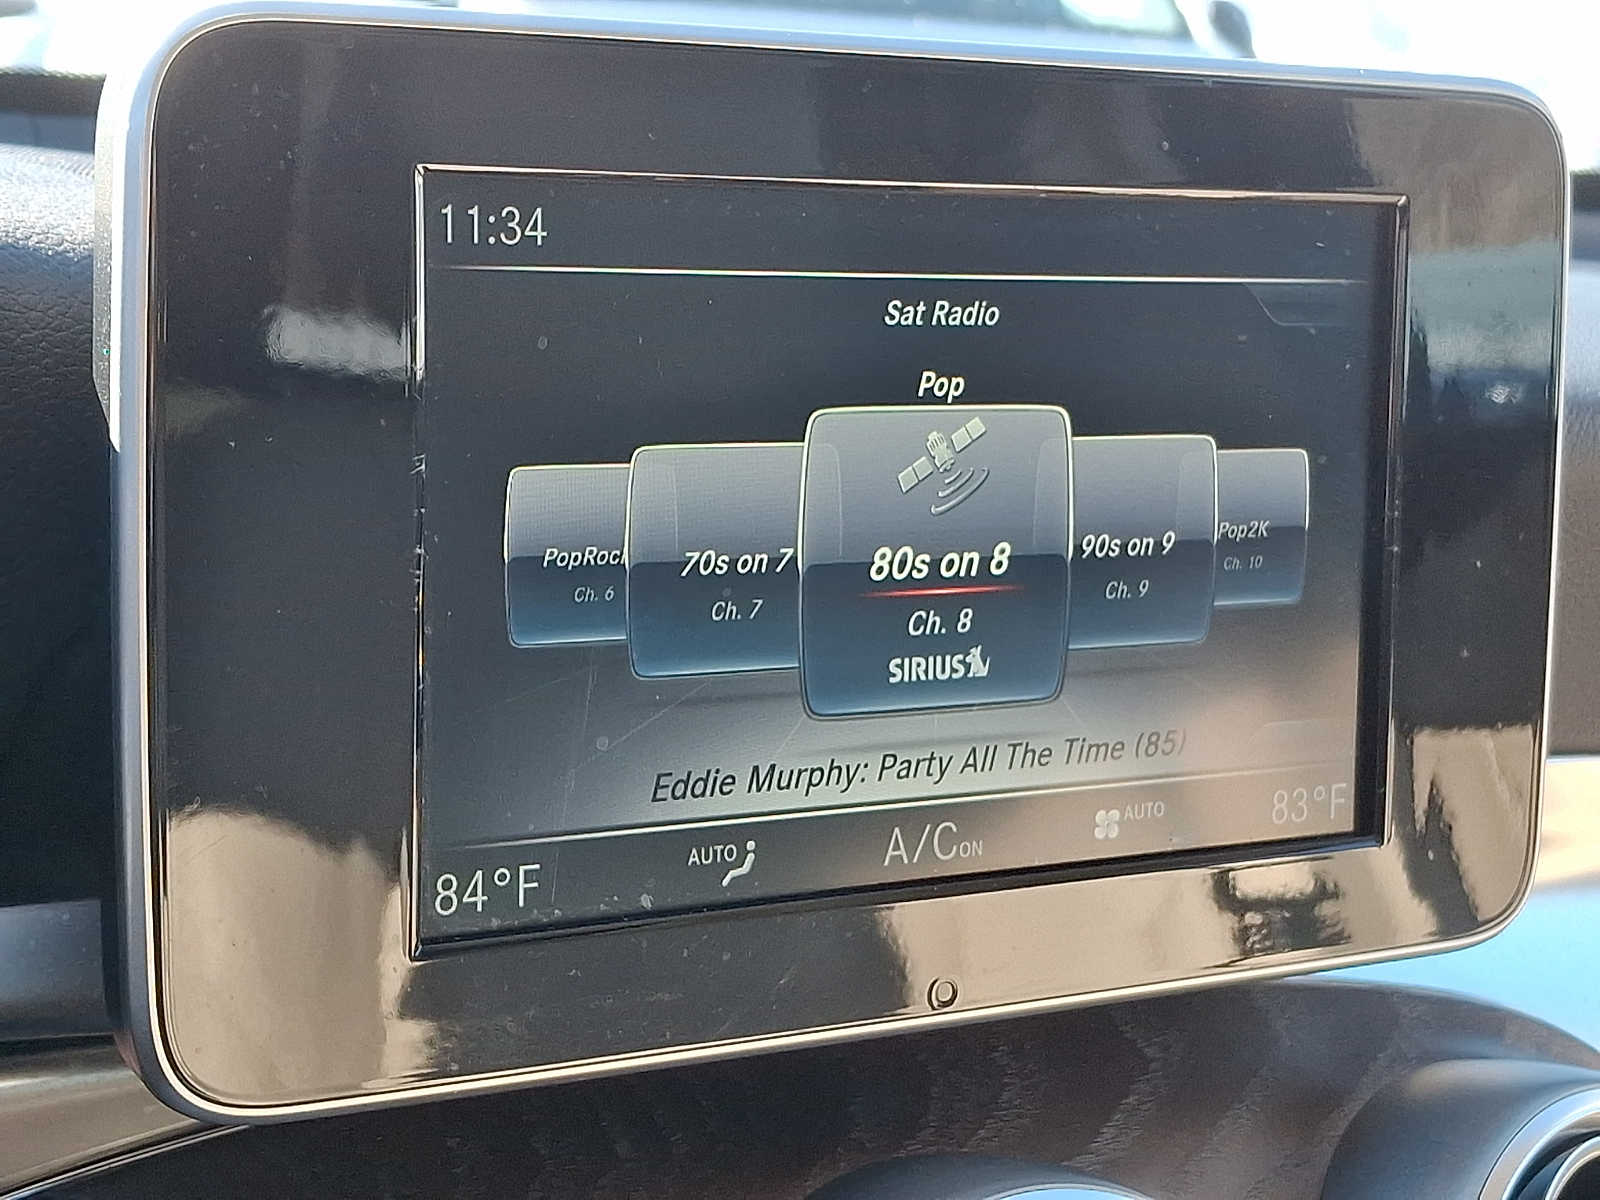 11:34
Sat Radio
Pop
PopRock
Ch. 6
70s on 7
Ch. 7
80s on 8
Ch. 8
SIRIUS
90s on 9
Ch. 9
Pop2K
Ch. 10
Eddie Murphy: Party All The Time (85)
84°F
AUTO
A/C ON
AUTO
83°F